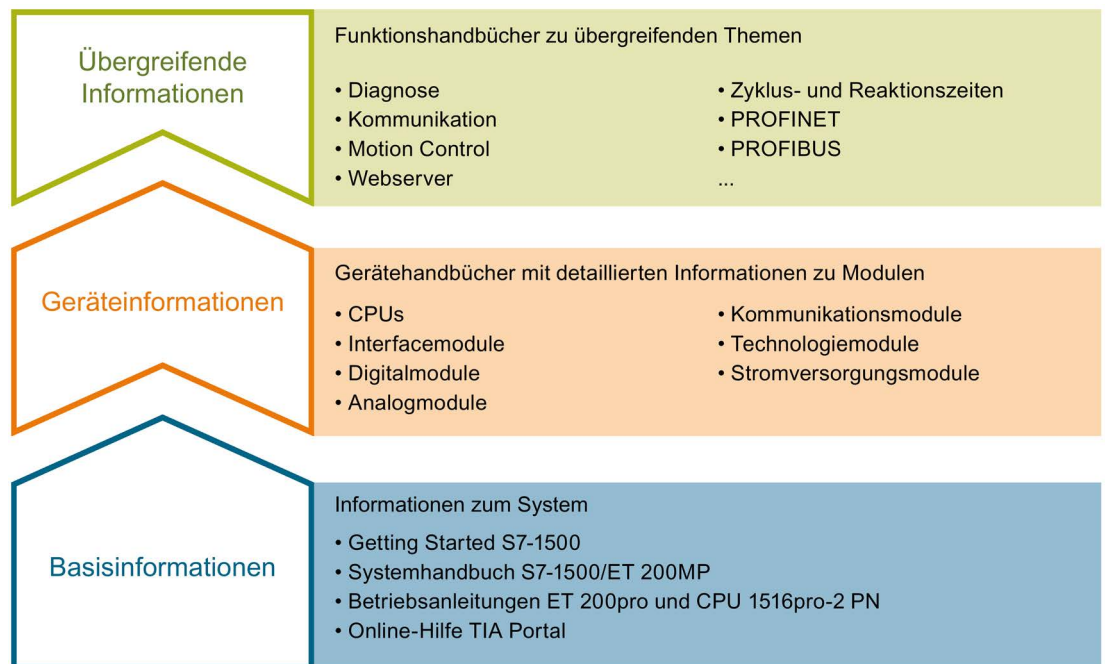 Übergreifende
Informationen
Funktionshandbücher zu übergreifenden Themen
• Diagnose
• Kommunikation
• Motion Control
• Webserver
• Zyklus- und Reaktionszeiten
• PROFINET
• PROFIBUS
...
Geräteinformationen
Gerätehandbücher mit detaillierten Informationen zu Modulen
• CPUs
• Interfacemodule
• Digitalmodule
• Analogmodule
• Kommunikationsmodule
• Technologiemodule
• Stromversorgungsmodule
Basisinformationen
Informationen zum System
• Getting Started S7-1500
• Systemhandbuch S7-1500/ET 200MP
• Betriebsanleitungen ET 200pro und CPU 1516pro-2 PN
• Online-Hilfe TIA Portal